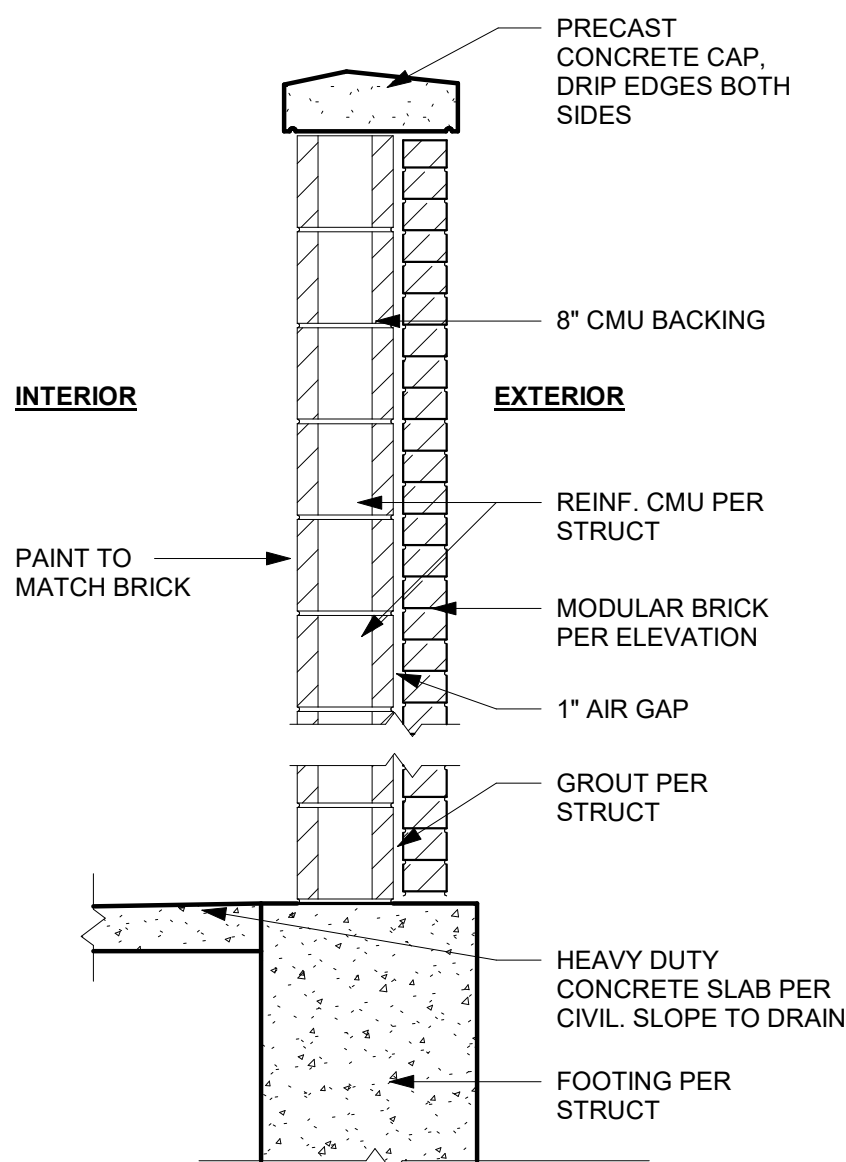 PRECAST
CONCRETE CAP,
DRIP EDGES BOTH
SIDES
8" CMU BACKING
INTERIOR
EXTERIOR
REINF. CMU PER
STRUCT
PAINT TO
MATCH BRICK
MODULAR BRICK
PER ELEVATION
1" AIR GAP
GROUT PER
STRUCT
HEAVY DUTY
CONCRETE SLAB PER
CIVIL. SLOPE TO DRAIN
FOOTING PER
STRUCT